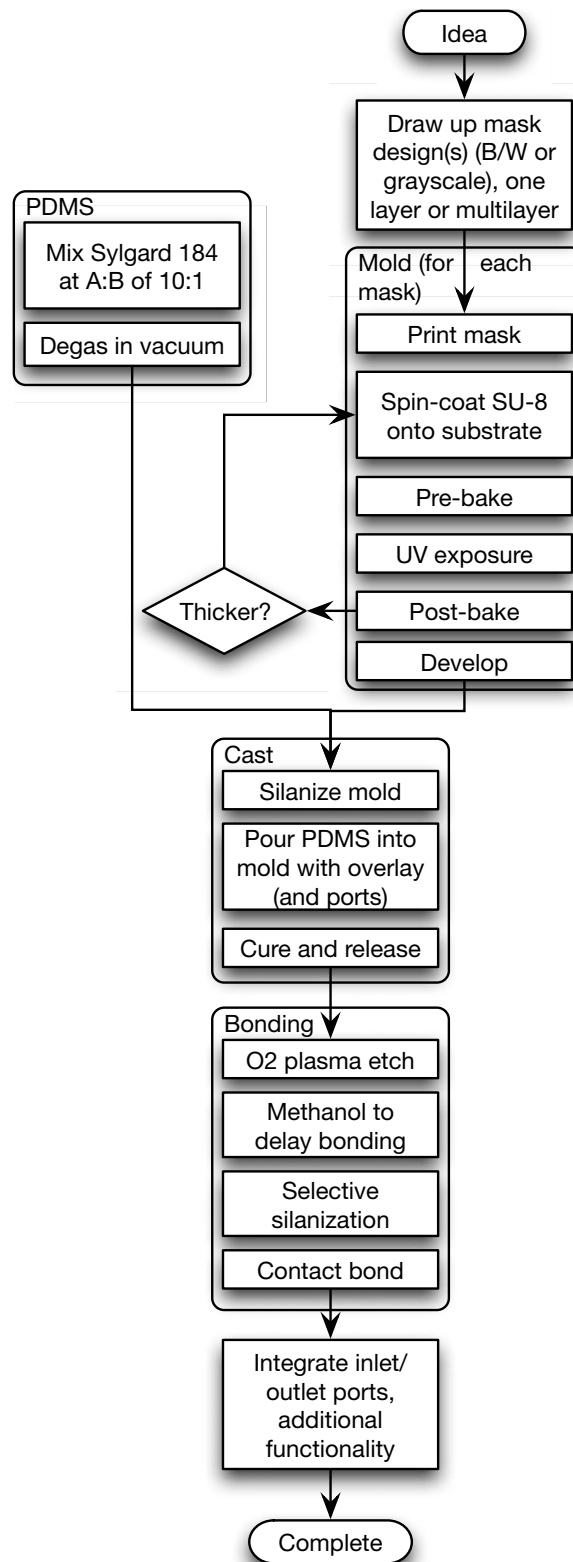 Idea
Draw up mask
design(s) (B/W or
grayscale), one
layer or multilayer
PDMS
Mix Sylgard 184
at A:B of 10:1
Degas in vacuum
Mold (for each
mask)
Print mask
Spin-coat SU-8
onto substrate
Pre-bake
UV exposure
Post-bake
Thicker?
Develop
Cast
Silanize mold
Pour PDMS into
mold with overlay
(and ports)
Cure and release
Bonding
O2 plasma etch
Methanol to
delay bonding
Selective
silanization
Contact bond
Integrate inlet/
outlet ports,
additional
functionality
Complete